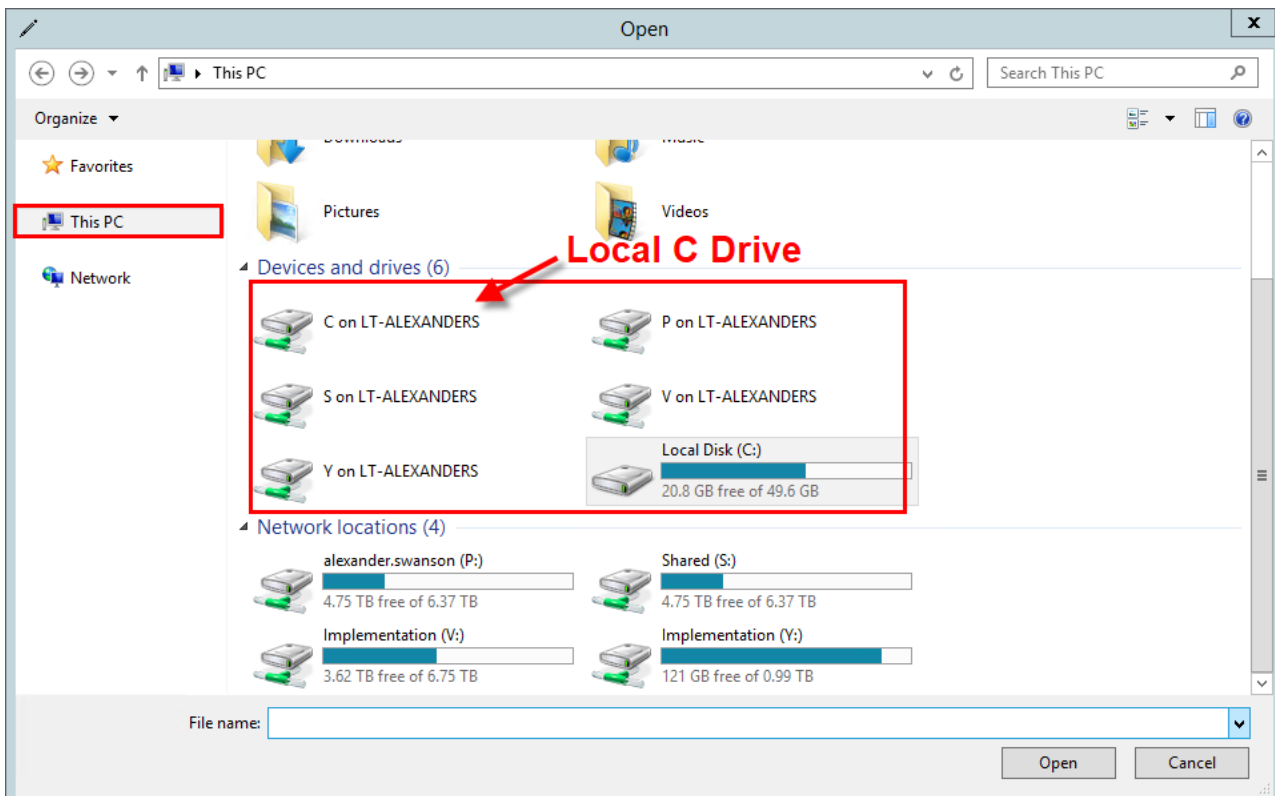 Open
x
This PC
Search This PC
Organize
Favorites
Downloads
Music
This PC
Pictures
Videos
Local C Drive
Network
Devices and drives (6)
C on LT-ALEXANDERS
P on LT-ALEXANDERS
S on LT-ALEXANDERS
V on LT-ALEXANDERS
Y on LT-ALEXANDERS
Local Disk (C:)
20.8 GB free of 49.6 GB
Network locations (4)
alexander.swanson (P:)
Shared (S:)
4.75 TB free of 6.37 TB
4.75 TB free of 6.37 TB
Implementation (V:)
Implementation (Y:)
3.62 TB free of 6.75 TB
121 GB free of 0.99 TB
File name:
Open
Cancel